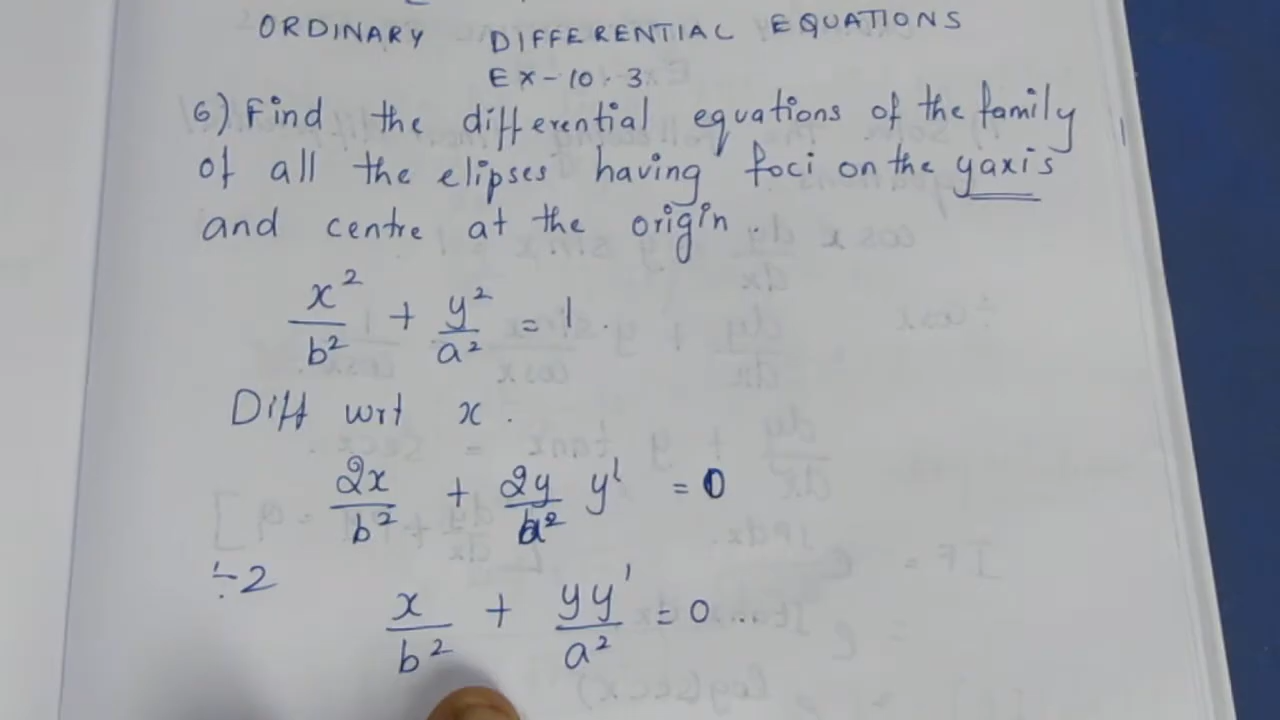 ORDINARY DIFFERENTIAL EQUATIONS
EX-10.3
6) Find the differential equations of the family
of all the elipses having foci on the yaxis
and centre at the origin.
x²/b² + y²/a² = 1.
Diff wrt x.
2x/b² + 2y/a² y' = 0
÷2
x/b² + yy'/a² = 0...